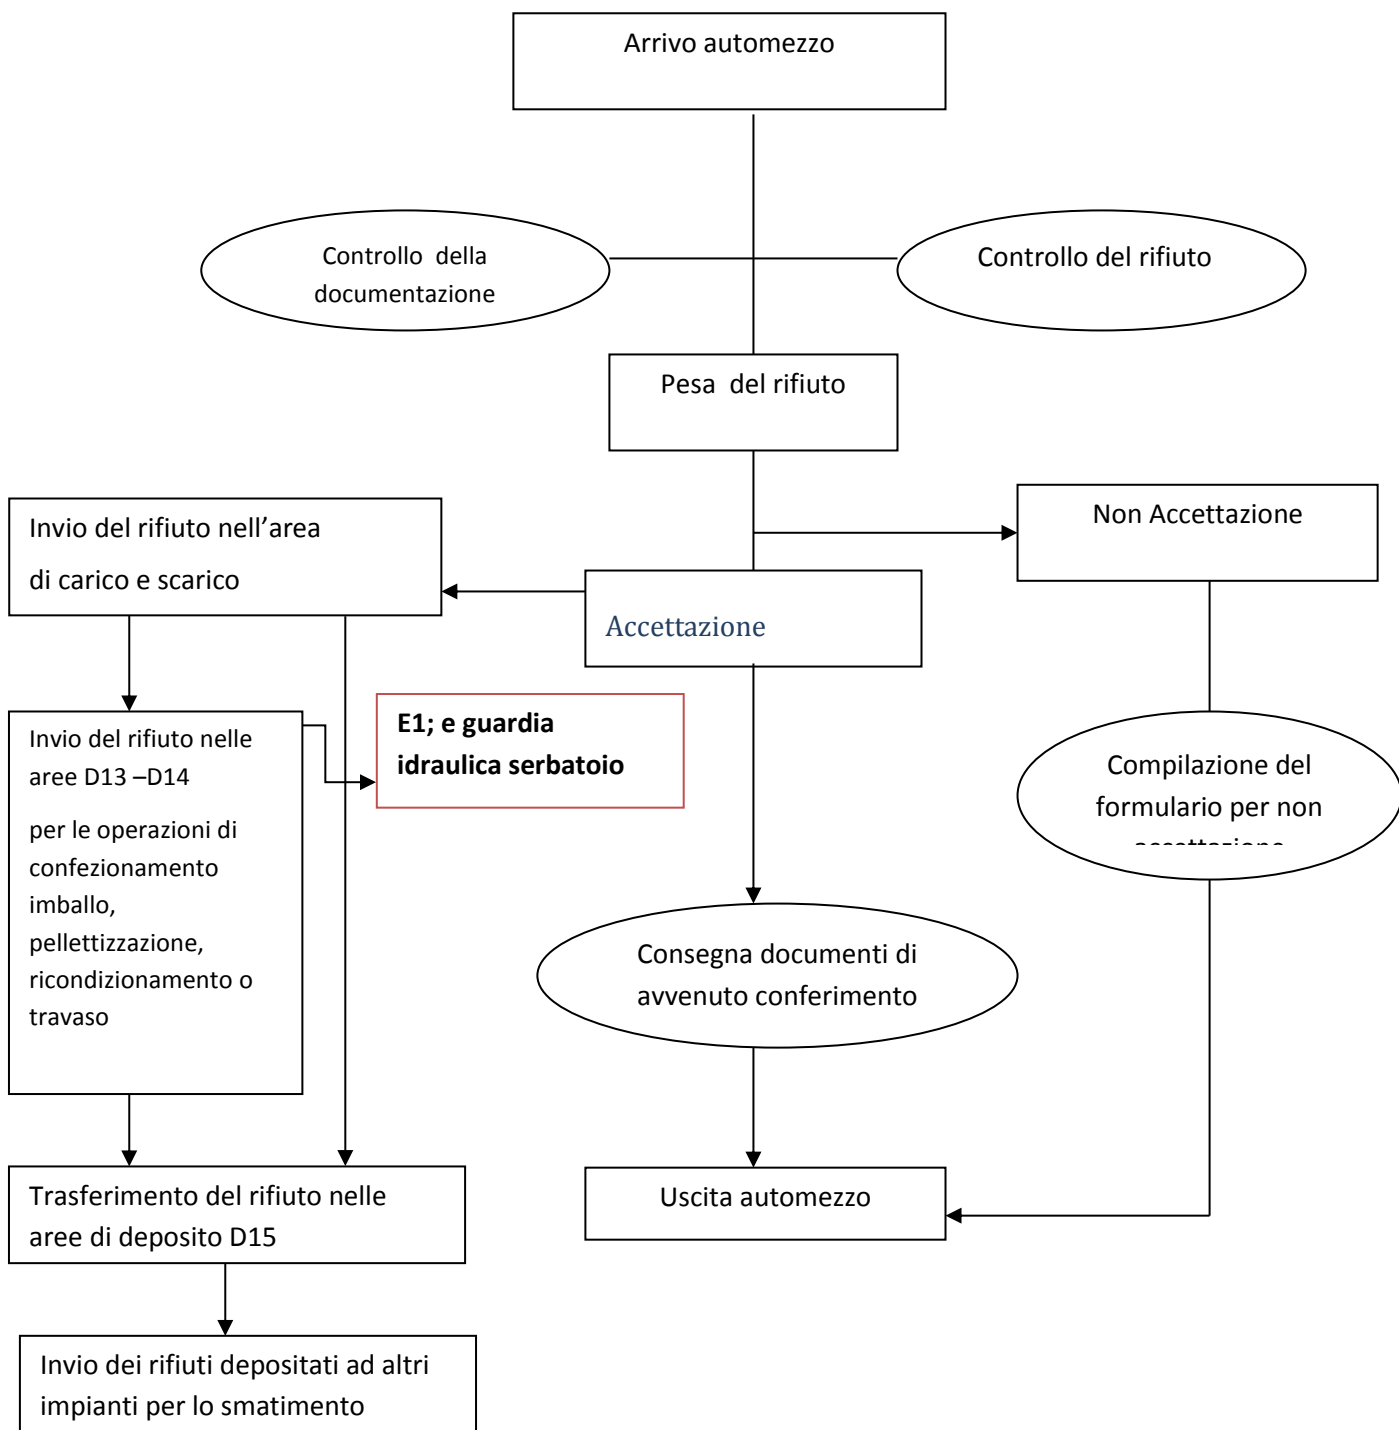 Arrivo automezzo
Controllo della
documentazione
Controllo del rifiuto
Pesa del rifiuto
Invio del rifiuto nell’area
di carico e scarico
Non Accettazione
Accettazione
E1; e guardia
idraulica serbatoio
Invio del rifiuto nelle
aree D13 –D14
per le operazioni di
confezionamento
imballo,
pellettizzazione,
ricondizionamento o
travaso
Compilazione del
formulario per non
accettazione
Consegna documenti di
avvenuto conferimento
Trasferimento del rifiuto nelle
aree di deposito D15
Uscita automezzo
Invio dei rifiuti depositati ad altri
impianti per lo smatimento